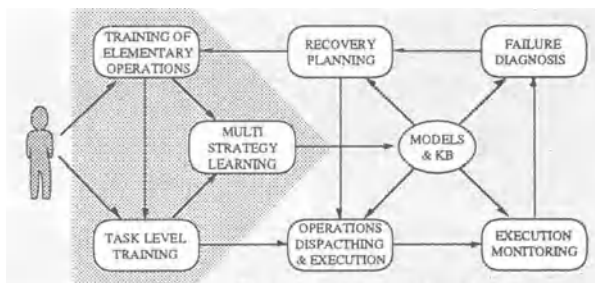 TRAINING OF
ELEMENTARY
OPERATIONS
RECOVERY
PLANNING
FAILURE
DIAGNOSIS
MULTI
STRATEGY
LEARNING
MODELS
& KB
TASK LEVEL
TRAINING
OPERATIONS
DISPACTHING
& EXECUTION
EXECUTION
MONITORING